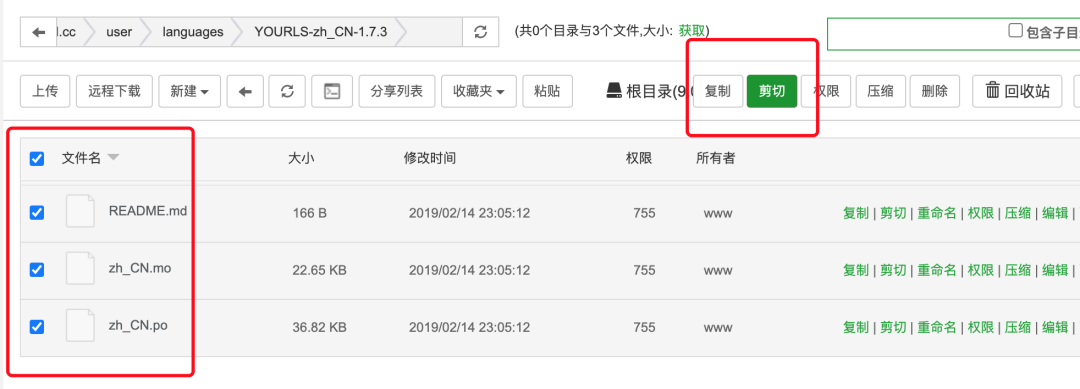 l.cc user languages YOURLS-zh_CN-1.7.3 (共0个目录与3个文件,大小: 获取) 包含子目
上传 远程下载 新建 分享列表 收藏夹 粘贴 根目录(9 复制 剪切 权限 压缩 删除 回收站
文件名 大小 修改时间 权限 所有者
README.md 166 B 2019/02/14 23:05:12 755 www 复制 | 剪切 | 重命名 | 权限 | 压缩 | 编辑 |
zh_CN.mo 22.65 KB 2019/02/14 23:05:12 755 www 复制 | 剪切 | 重命名 | 权限 | 压缩 | 编辑 |
zh_CN.po 36.82 KB 2019/02/14 23:05:12 755 www 复制 | 剪切 | 重命名 | 权限 | 压缩 | 编辑 |